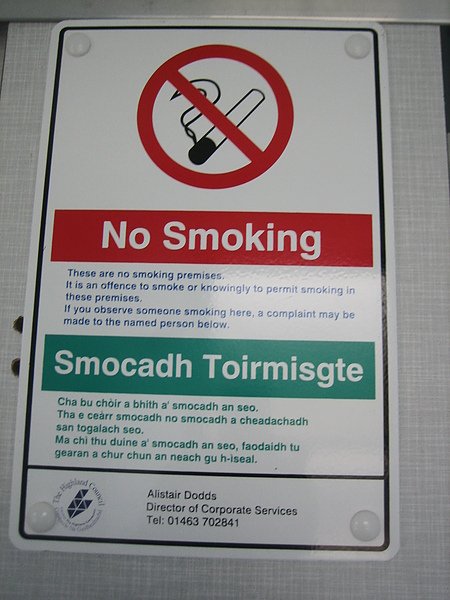 No Smoking
These are no smoking premises.
It is an offence to smoke or knowingly to permit smoking in
these premises.
If you observe someone smoking here, a complaint may be
made to the named person below.
Smocadh Toirmisgte
Cha bu chòir a bhith a' smocadh an seo.
Tha e ceàrr smocadh no smocadh a cheadachadh
san togalach seo.
Ma chì thu duine a' smocadh an seo, faodaidh tu
gearan a chur chun an neach gu h-ìseal.
The Highland Council
Alistair Dodds
Director of Corporate Services
Tel: 01463 702841